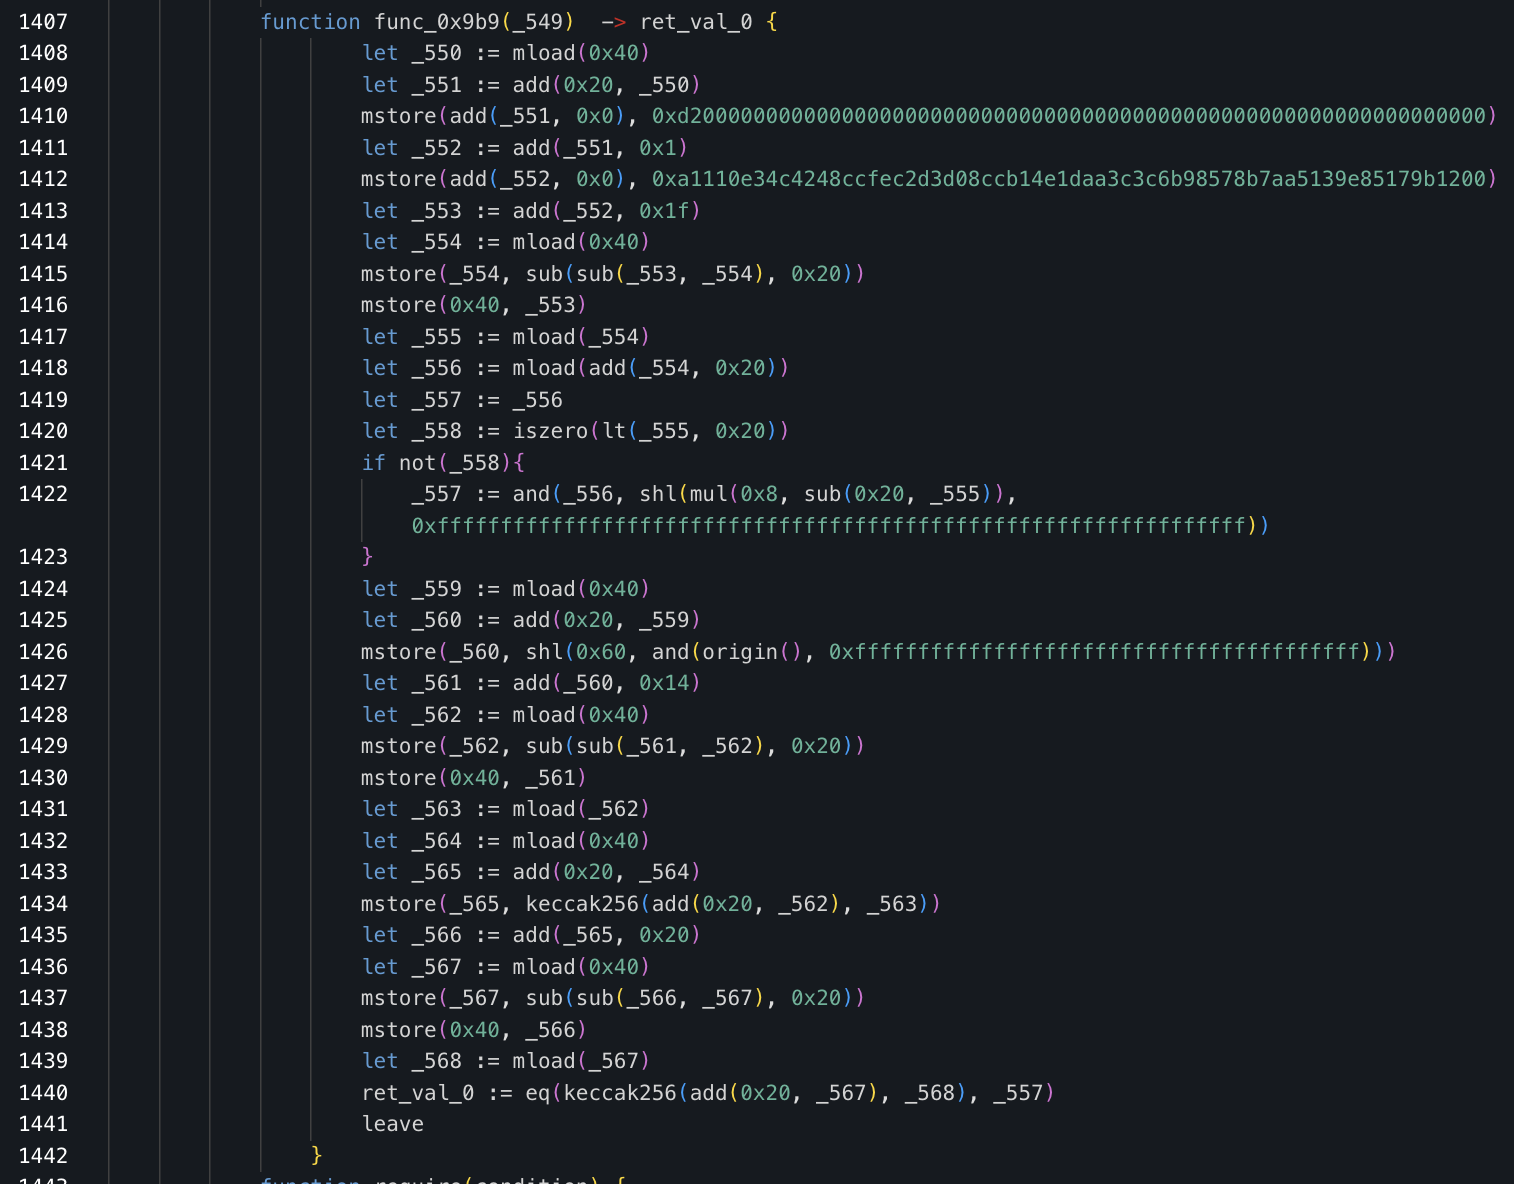 1407 function func_0x9b9(_549) -> ret_val_0 {
1408 let _550 := mload(0x40)
1409 let _551 := add(0x20, _550)
1410 mstore(add(_551, 0x0), 0xd200000000000000000000000000000000000000000000000000000000000000)
1411 let _552 := add(_551, 0x1)
1412 mstore(add(_552, 0x0), 0xa1110e34c4248ccfec2d3d08ccb14e1daa3c3c6b98578b7aa5139e85179b1200)
1413 let _553 := add(_552, 0x1f)
1414 let _554 := mload(0x40)
1415 mstore(_554, sub(sub(_553, _554), 0x20))
1416 mstore(0x40, _553)
1417 let _555 := mload(_554)
1418 let _556 := mload(add(_554, 0x20))
1419 let _557 := _556
1420 let _558 := iszero(lt(_555, 0x20))
1421 if not(_558){
1422 _557 := and(_556, shl(mul(0x8, sub(0x20, _555)),
0xffffffffffffffffffffffffffffffffffffffffffffffffffffffffffffffff))
1423 }
1424 let _559 := mload(0x40)
1425 let _560 := add(0x20, _559)
1426 mstore(_560, shl(0x60, and(origin(), 0xffffffffffffffffffffffffffffffffffffffff)))
1427 let _561 := add(_560, 0x14)
1428 let _562 := mload(0x40)
1429 mstore(_562, sub(sub(_561, _562), 0x20))
1430 mstore(0x40, _561)
1431 let _563 := mload(_562)
1432 let _564 := mload(0x40)
1433 let _565 := add(0x20, _564)
1434 mstore(_565, keccak256(add(0x20, _562), _563))
1435 let _566 := add(_565, 0x20)
1436 let _567 := mload(0x40)
1437 mstore(_567, sub(sub(_566, _567), 0x20))
1438 mstore(0x40, _566)
1439 let _568 := mload(_567)
1440 ret_val_0 := eq(keccak256(add(0x20, _567), _568), _557)
1441 leave
1442 }
1443 function require(condition) {